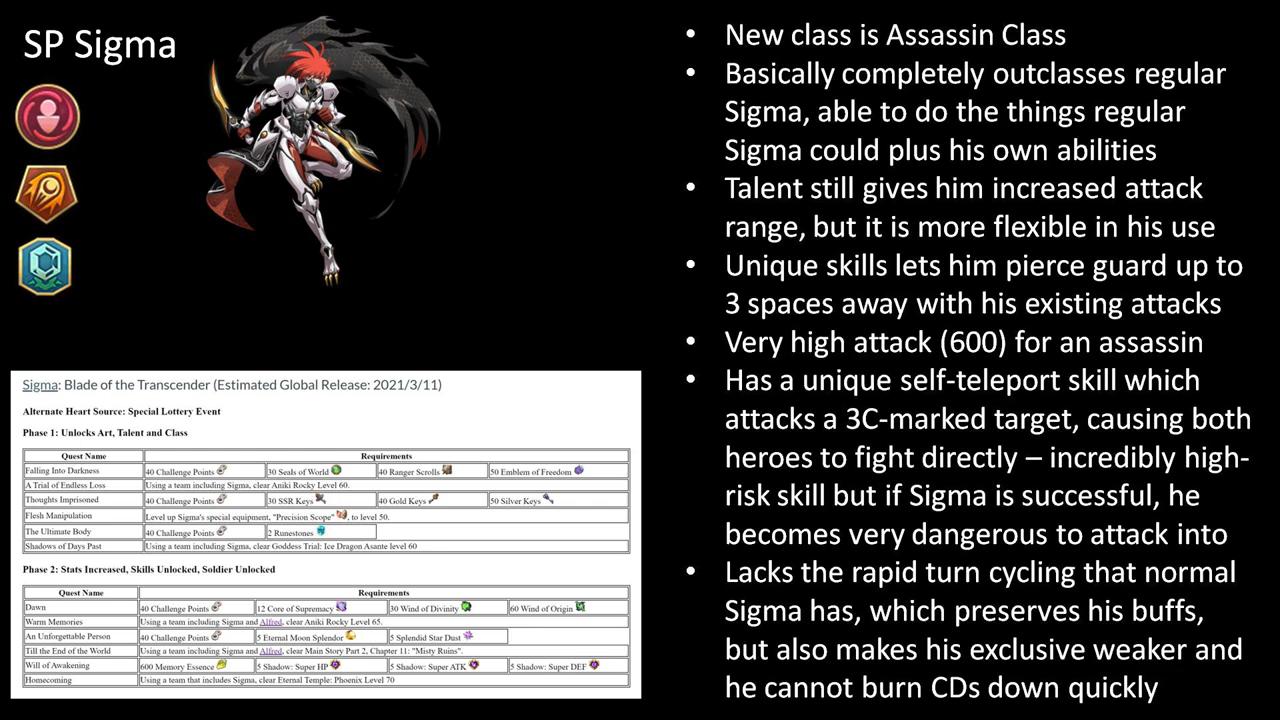 SP Sigma
Sigma: Blade of the Transcender (Estimated Global Release: 2021/3/11)
Alternate Heart Source: Special Lottery Event
Phase 1: Unlocks Art, Talent and Class
Quest Name Requirements
Falling Into Darkness 40 Challenge Points 30 Seals of World 40 Ranger Scrolls 50 Emblem of Freedom
A Trial of Endless Loss Using a team including Sigma, clear Aniki Rocky Level 60.
Thoughts Imprisoned 40 Challenge Points 30 SSR Keys 40 Gold Keys 50 Silver Keys
Flesh Manipulation Level up Sigma's special equipment, "Precision Scope" , to level 50.
The Ultimate Body 40 Challenge Points 2 Runestones
Shadows of Days Past Using a team including Sigma, clear Goddess Trial: Ice Dragon Asante level 60
Phase 2: Stats Increased, Skills Unlocked, Soldier Unlocked
Quest Name Requirements
Dawn 40 Challenge Points 12 Core of Supremacy 30 Wind of Divinity 60 Wind of Origin
Warm Memories Using a team including Sigma and Alfred, clear Aniki Rocky Level 65.
An Unforgettable Person 40 Challenge Points 5 Eternal Moon Splendor 5 Splendid Star Dust
Till the End of the World Using a team including Sigma and Alfred, clear Main Story Part 2, Chapter 11: "Misty Ruins".
Will of Awakening 600 Memory Essence 5 Shadow: Super HP 5 Shadow: Super ATK 5 Shadow: Super DEF
Homecoming Using a team that includes Sigma, clear Eternal Temple: Phoenix Level 70
• New class is Assassin Class
• Basically completely outclasses regular
Sigma, able to do the things regular
Sigma could plus his own abilities
• Talent still gives him increased attack
range, but it is more flexible in his use
• Unique skills lets him pierce guard up to
3 spaces away with his existing attacks
• Very high attack (600) for an assassin
• Has a unique self-teleport skill which
attacks a 3C-marked target, causing both
heroes to fight directly – incredibly high-
risk skill but if Sigma is successful, he
becomes very dangerous to attack into
• Lacks the rapid turn cycling that normal
Sigma has, which preserves his buffs,
but also makes his exclusive weaker and
he cannot burn CDs down quickly